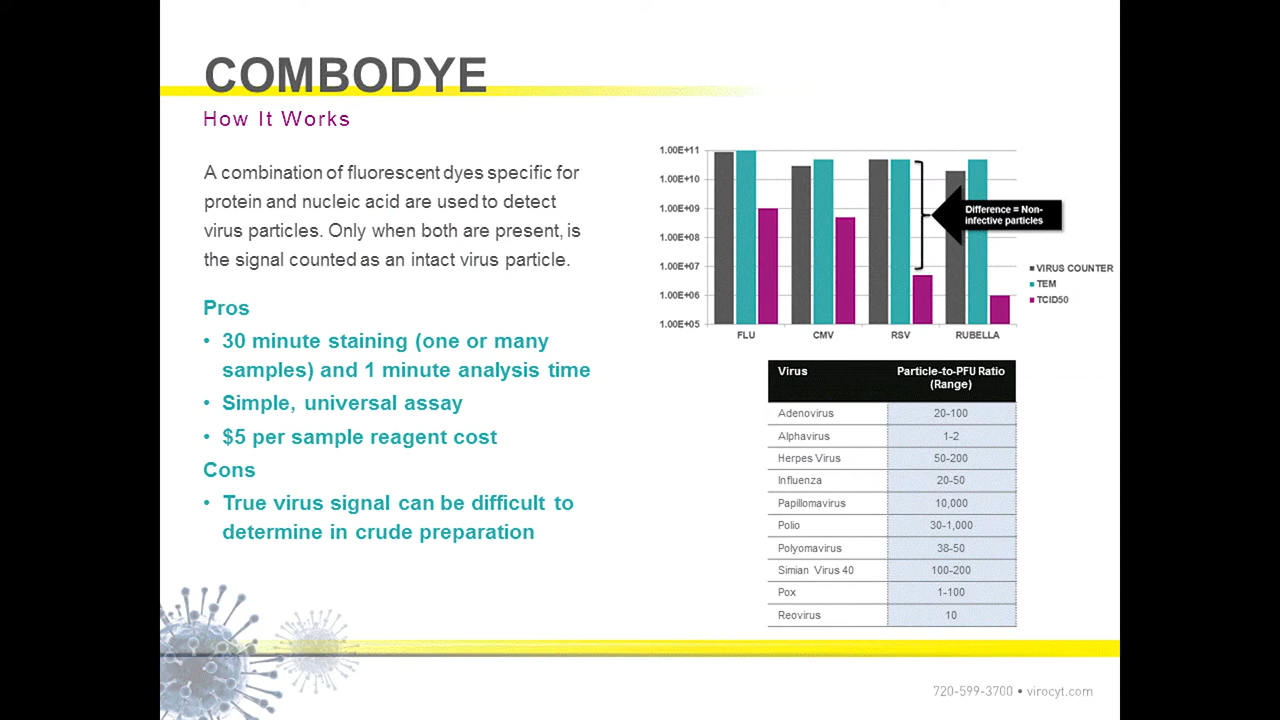 COMBODYE
How It Works
A combination of fluorescent dyes specific for
protein and nucleic acid are used to detect
virus particles. Only when both are present, is
the signal counted as an intact virus particle.
Pros
• 30 minute staining (one or many
samples) and 1 minute analysis time
• Simple, universal assay
• $5 per sample reagent cost
Cons
• True virus signal can be difficult to
determine in crude preparation
1.00E+11
1.00E+10
1.00E+09
1.00E+08
1.00E+07
1.00E+06
1.00E+05
FLU CMV RSV RUBELLA
Difference = Non-
infective particles
VIRUS COUNTER
TEM
TCID50
Virus Particle-to-PFU Ratio
(Range)
Adenovirus 20-100
Alphavirus 1-2
Herpes Virus 50-200
Influenza 20-50
Papillomavirus 10,000
Polio 30-1,000
Polyomavirus 38-50
Simian Virus 40 100-200
Pox 1-100
Reovirus 10
720-599-3700 • virocyt.com